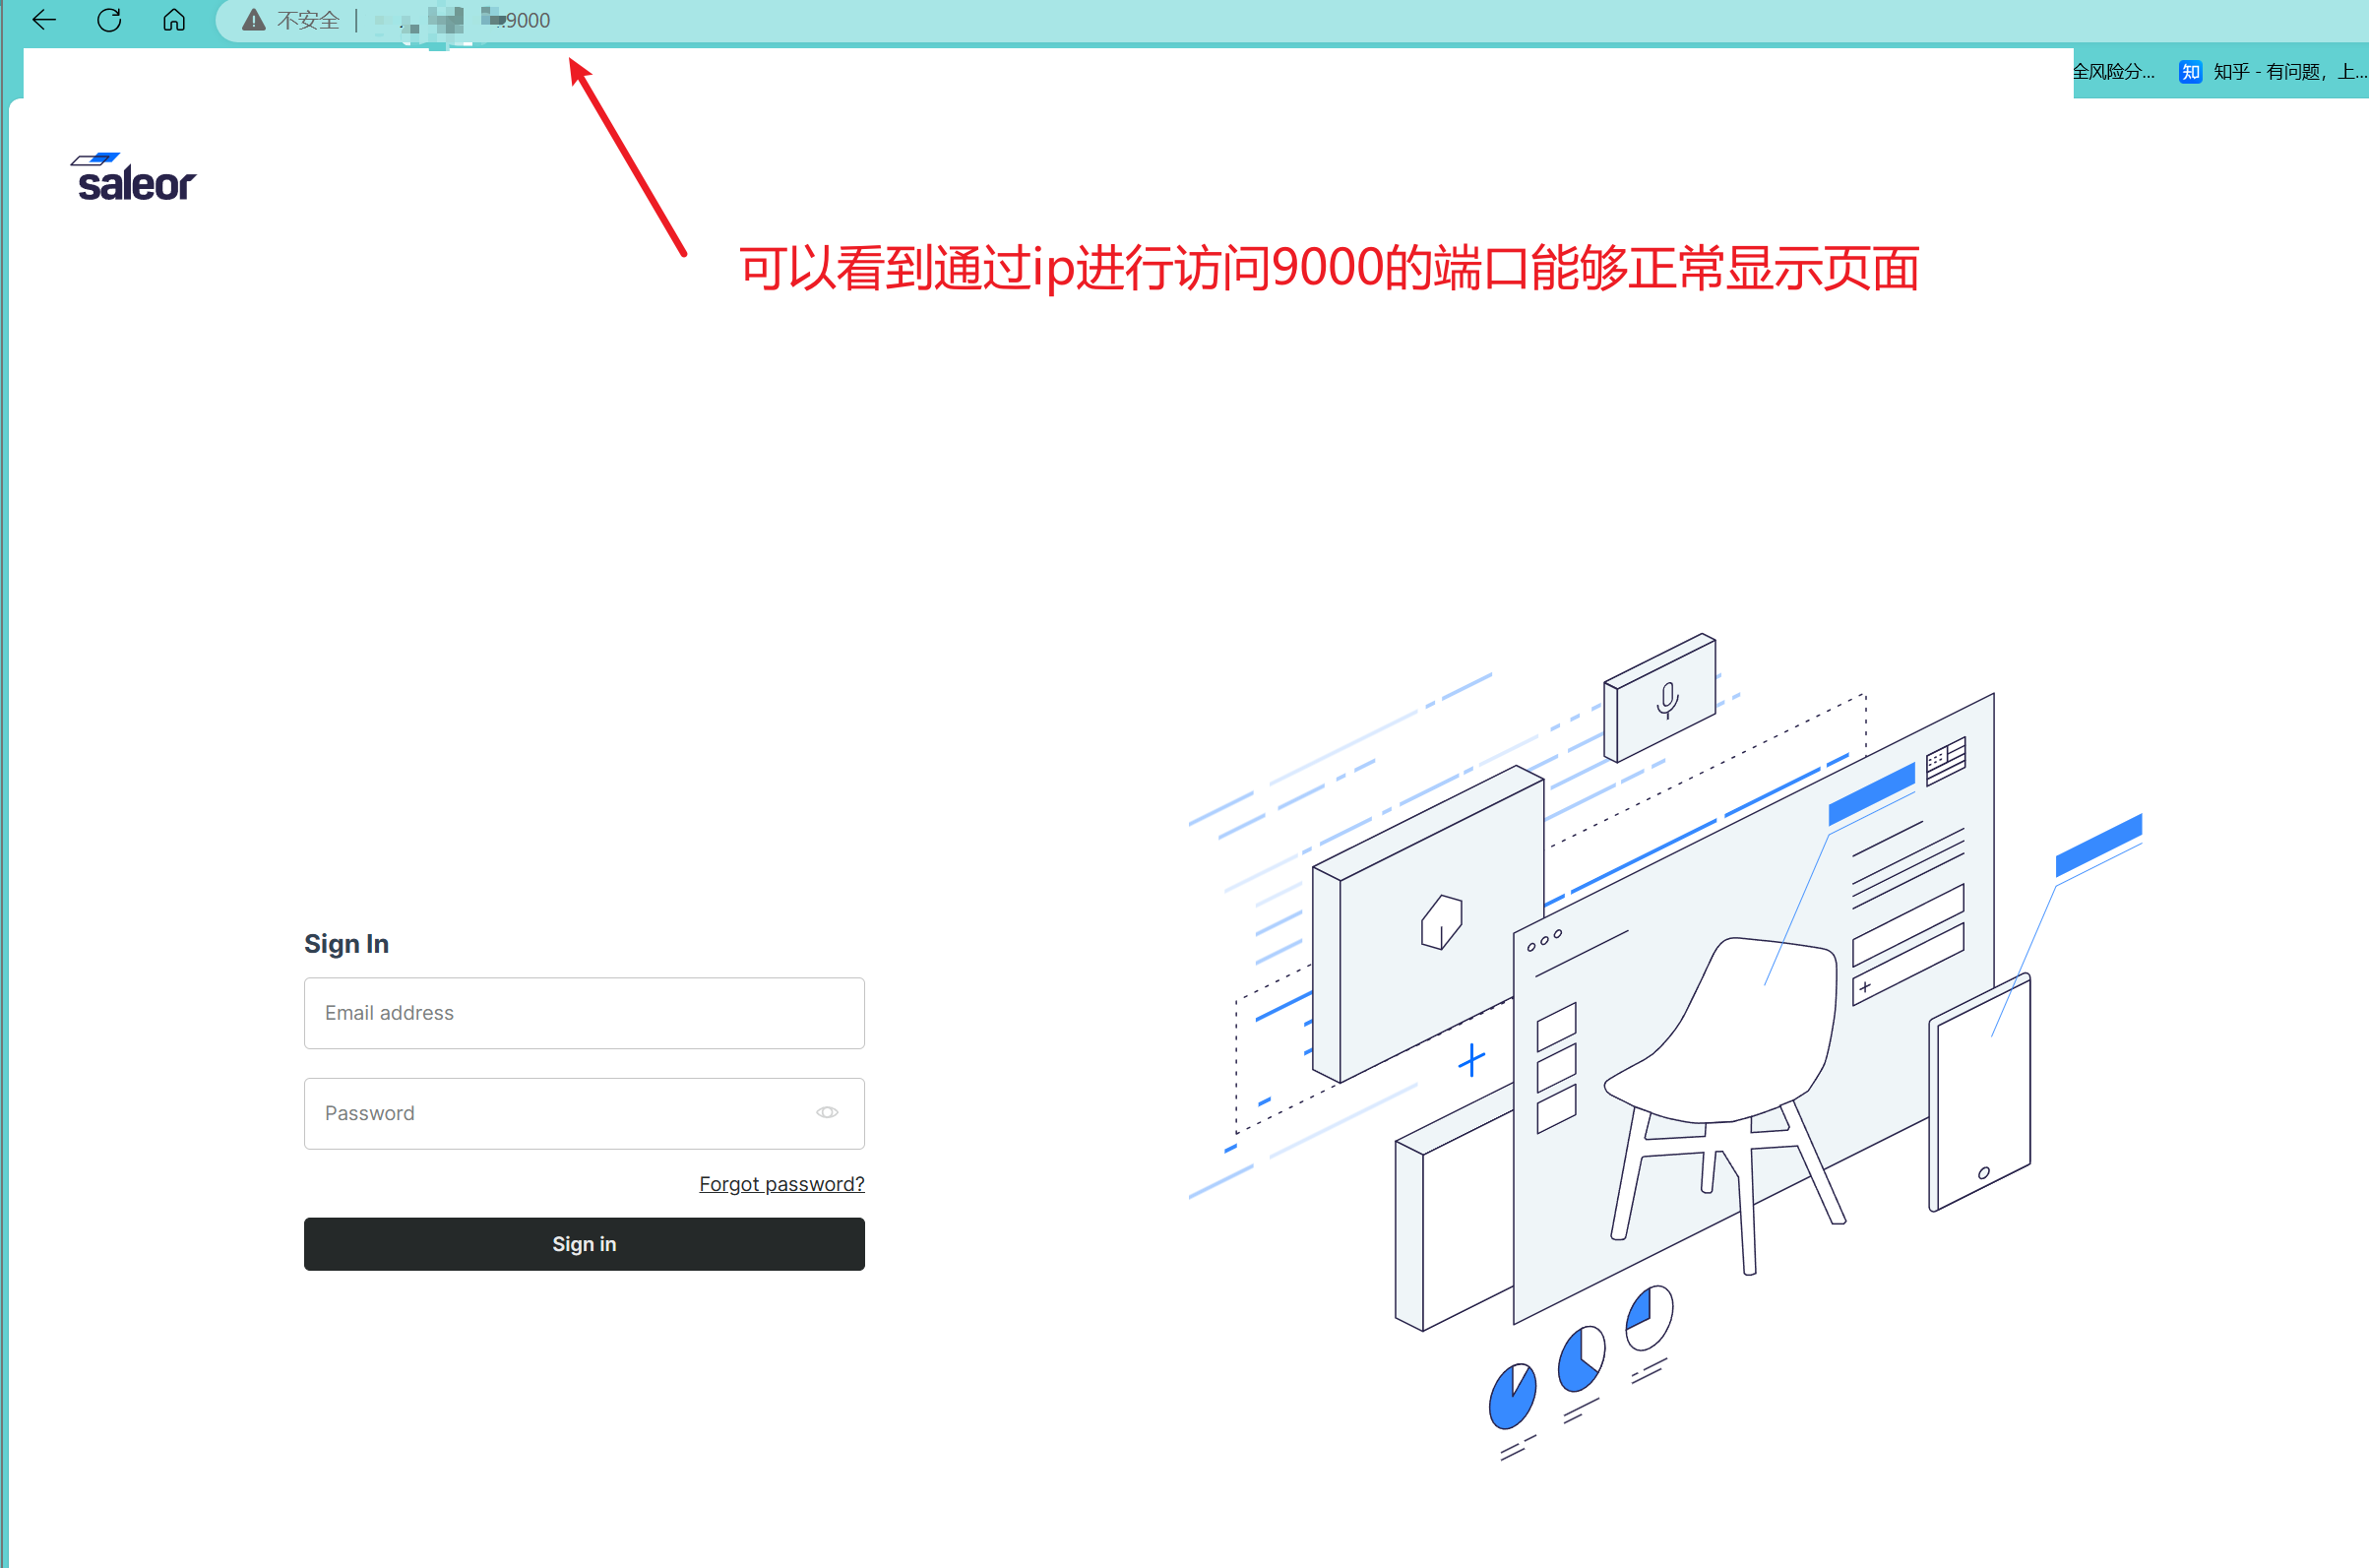 不安全
:9000
全风险分...
知 知乎 - 有问题，上...
saleor
可以看到通过ip进行访问9000的端口能够正常显示页面
Sign In
Email address
Password
Forgot password?
Sign in